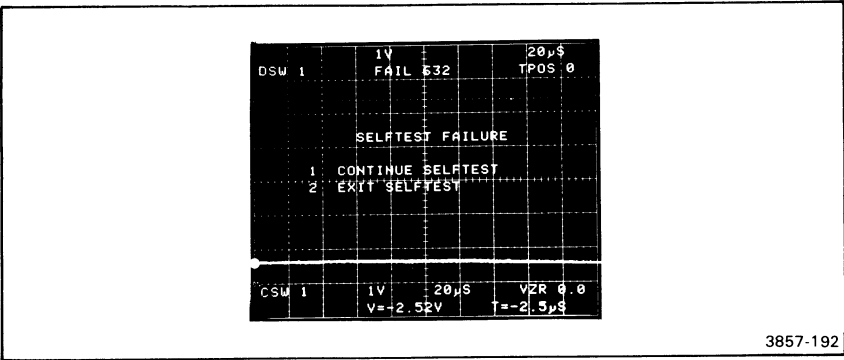 1V 20µS
DSW 1 FAIL 632 TPOS 0
SELFTEST FAILURE
1 CONTINUE SELFTEST
2 EXIT SELFTEST
CSW 1 1V 20µS VZR 0.0
V=-2.52V T=-2.5µS
3857-192